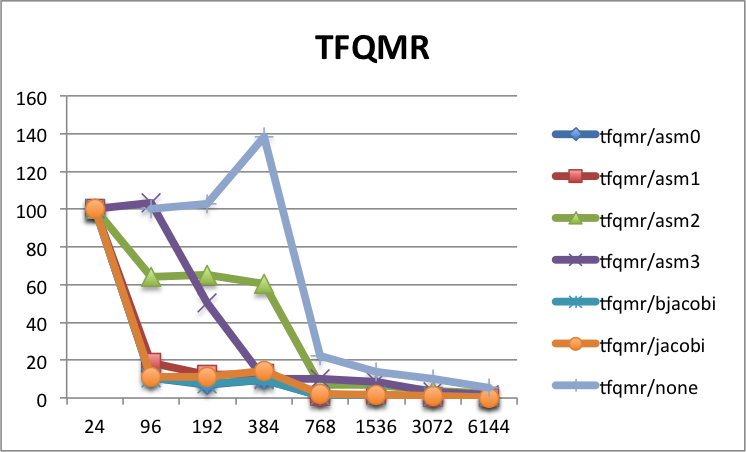 TFQMR
160
140
120
100
80
60
40
20
0
24 96 192 384 768 1536 3072 6144
tfqmr/asm0
tfqmr/asm1
tfqmr/asm2
tfqmr/asm3
tfqmr/bjacobi
tfqmr/jacobi
tfqmr/none